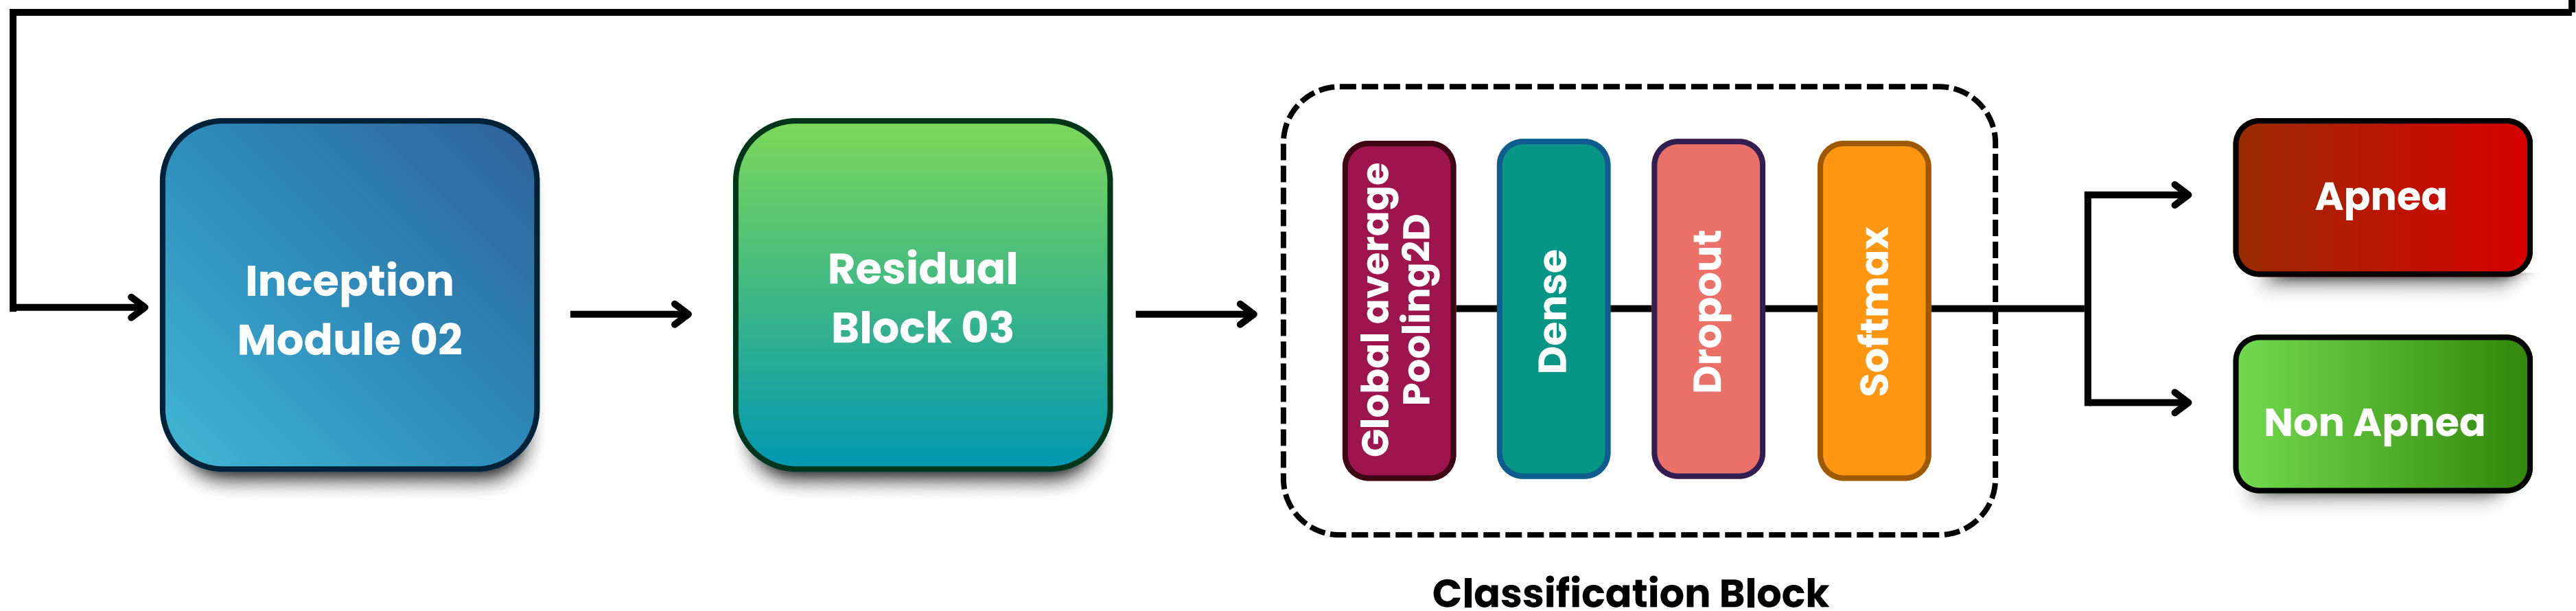 Inception
Module 02
Residual
Block 03
Global average
Pooling2D
Dense
Dropout
Softmax
Apnea
Non Apnea
Classification Block